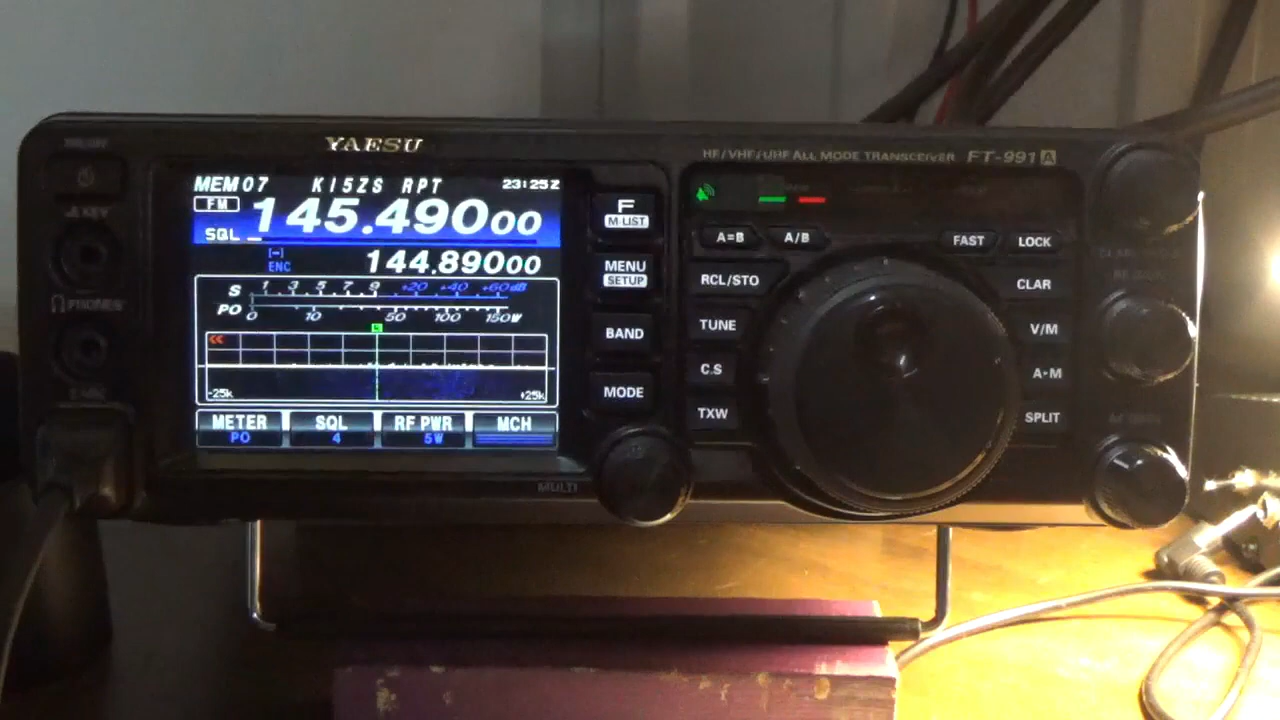 YAESU
HF/VHF/UHF ALL MODE TRANSCEIVER FT-991A
MEM07 KI5ZS RPT 23:25Z
FM 145.49000
SQL
[-] ENC 144.89000
S 1 3 5 7 9 +20 +40 +60dB
PO 0 10 50 100 150W
C
-25k +25k
METER SQL RF PWR MCH
PO 4 5W
KEY
PHONES
F
M-LIST
MENU
SETUP
BAND
MODE
MULTI
A=B A/B FAST LOCK
RCL/STO CLAR
TUNE V/M
C.S A▸M
TXW SPLIT